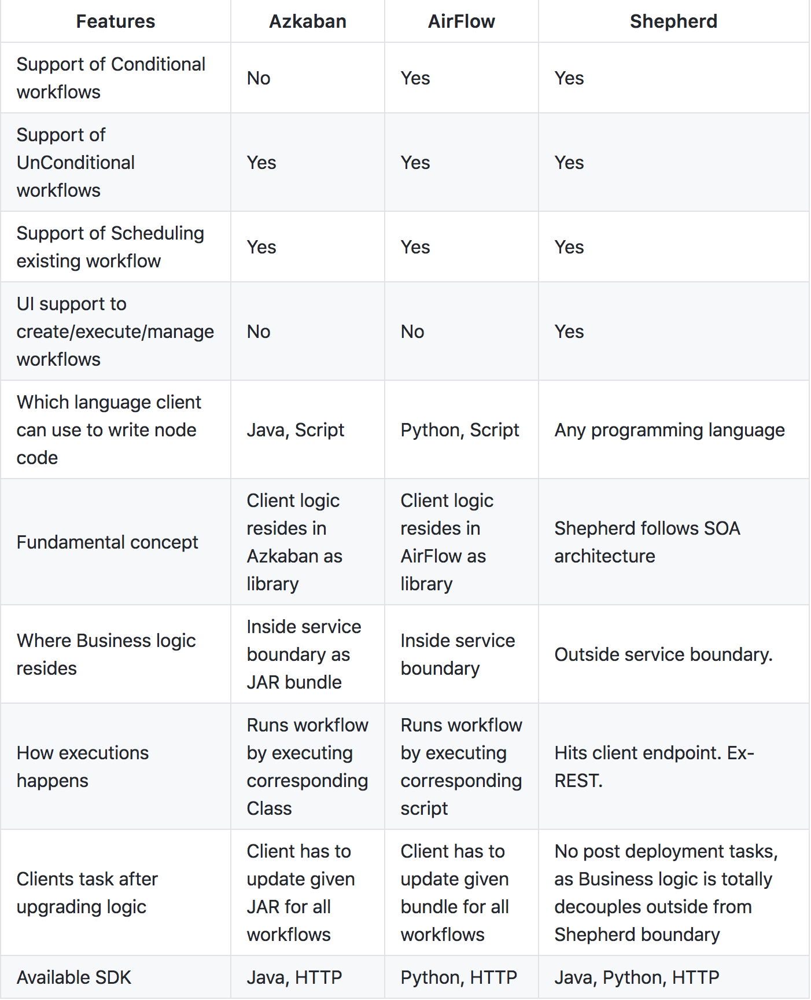 Features Azkaban AirFlow Shepherd
Support of Conditional
workflows
No
Yes
Yes
Support of
UnConditional
workflows
Yes
Yes
Yes
Support of Scheduling
existing workflow
Yes
Yes
Yes
UI support to
create/execute/manage
workflows
No
No
Yes
Which language client
can use to write node
code
Java, Script
Python, Script
Any programming language
Fundamental concept
Client logic
resides in
Azkaban as
library
Client logic
resides in
AirFlow as
library
Shepherd follows SOA
architecture
Where Business logic
resides
Inside service
boundary as
JAR bundle
Inside service
boundary
Outside service boundary.
How executions
happens
Runs workflow
by executing
corresponding
Class
Runs workflow
by executing
corresponding
script
Hits client endpoint. Ex-
REST.
Clients task after
upgrading logic
Client has to
update given
JAR for all
workflows
Client has to
update given
bundle for all
workflows
No post deployment tasks,
as Business logic is totally
decouples outside from
Shepherd boundary
Available SDK
Java, HTTP
Python, HTTP
Java, Python, HTTP